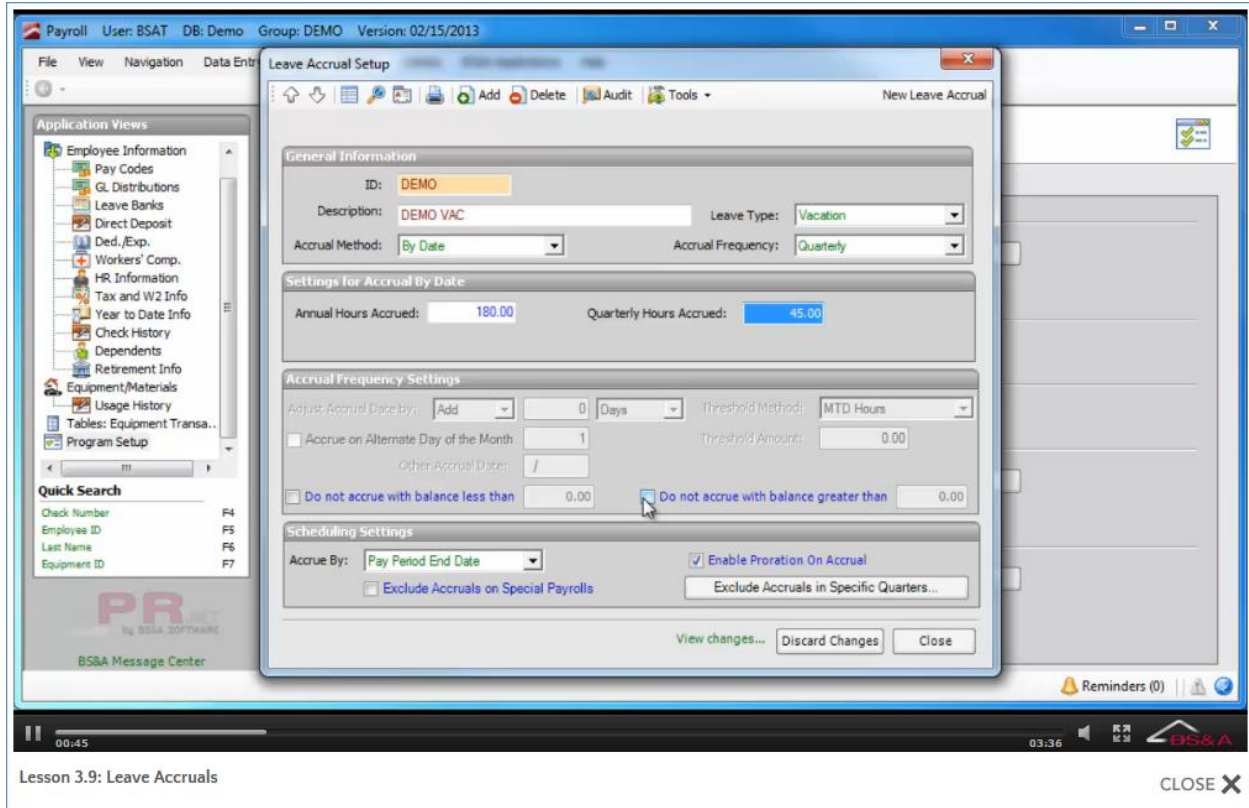 Payroll User: BSAT DB: Demo Group: DEMO Version: 02/15/2013
File View Navigation Data Entr
Leave Accrual Setup
Add Delete Audit Tools New Leave Accrual
Application Views
Employee Information
Pay Codes
GL Distributions
Leave Banks
Direct Deposit
Ded./Exp.
Workers' Comp.
HR Information
Tax and W2 Info
Year to Date Info
Check History
Dependents
Retirement Info
Equipment/Materials
Usage History
Tables: Equipment Transa..
Program Setup
Quick Search
Check Number F4
Employee ID F5
Last Name F6
Equipment ID F7
PR.NET
by BS&A SOFTWARE
BS&A Message Center
General Information
ID: DEMO
Description: DEMO VAC Leave Type: Vacation
Accrual Method: By Date Accrual Frequency: Quarterly
Settings for Accrual By Date
Annual Hours Accrued: 180.00 Quarterly Hours Accrued: 45.00
Accrual Frequency Settings
Adjust Accrual Date by: Add 0 Days Threshold Method: MTD Hours
Accrue on Alternate Day of the Month 1 Threshold Amount: 0.00
Other Accrual Date: /
Do not accrue with balance less than 0.00 Do not accrue with balance greater than 0.00
Scheduling Settings
Accrue By: Pay Period End Date Enable Proration On Accrual
Exclude Accruals on Special Payrolls Exclude Accruals in Specific Quarters...
View changes... Discard Changes Close
Reminders (0)
00:45 03:36 BS&A
Lesson 3.9: Leave Accruals
CLOSE X